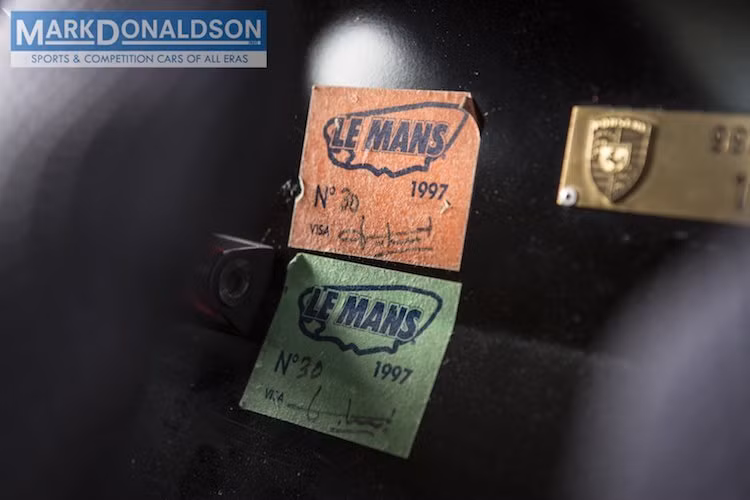 MARKDONALDSON
SPORTS & COMPETITION CARS OF ALL ERAS
LE MANS
N° 30
1997
VISA
LE MANS
N° 30
1997
VISA